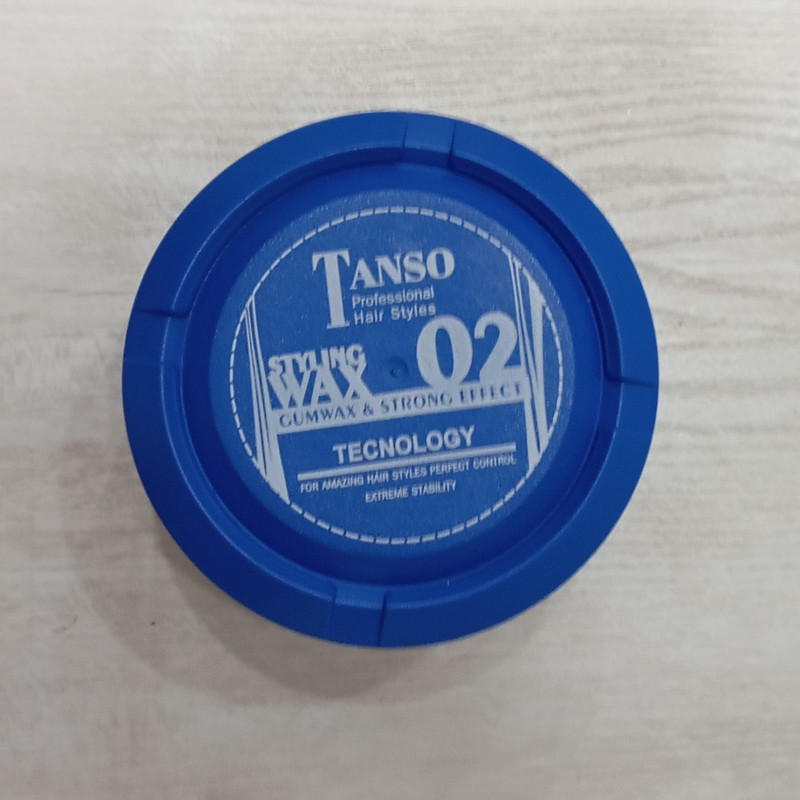 TANSO
Professional
Hair Styles
STYLING
WAX 02
GUMWAX & STRONG EFFECT
TECNOLOGY
FOR AMAZING HAIR STYLES PERFECT CONTROL
EXTREME STABILITY